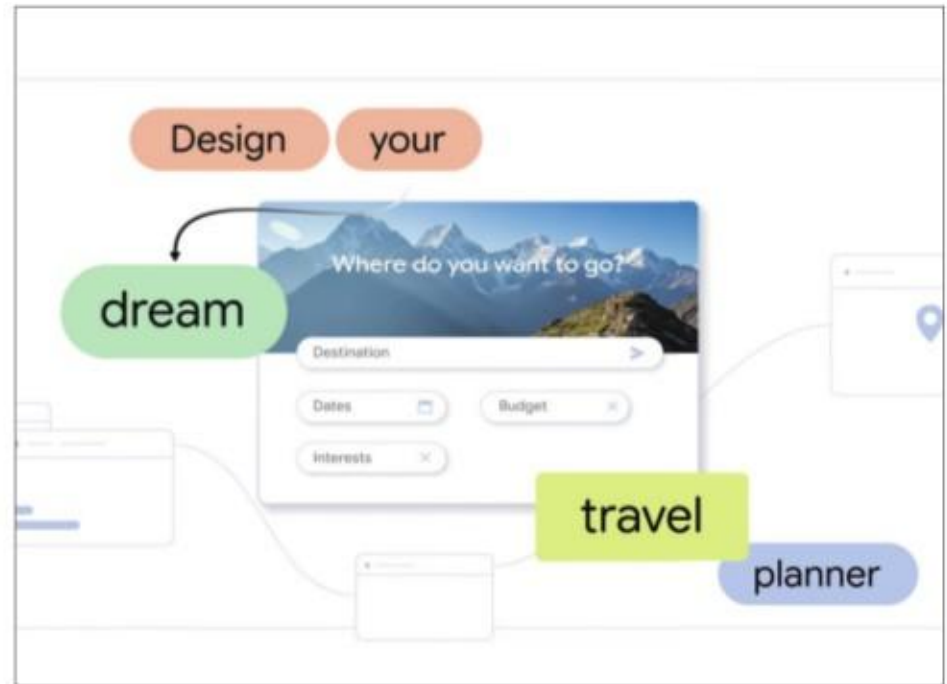 Design your
dream
Where do you want to go?
Destination
Dates
Budget
Interests
travel
planner